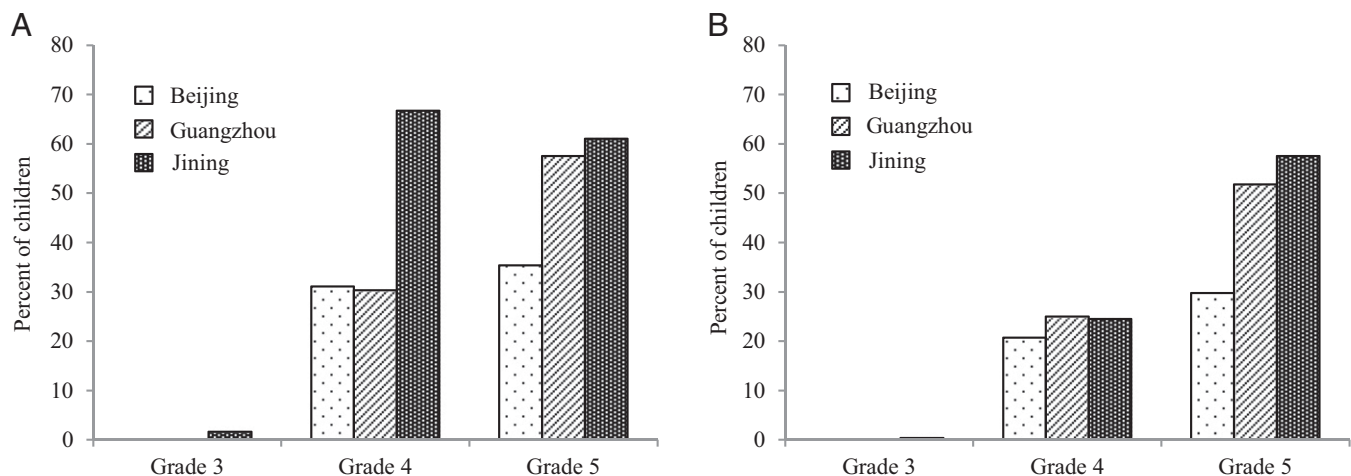 A
Percent of children
80
70
60
50
40
30
20
10
0
Beijing
Guangzhou
Jining
Grade 3
Grade 4
Grade 5
B
Percent of children
80
70
60
50
40
30
20
10
0
Beijing
Guangzhou
Jining
Grade 3
Grade 4
Grade 5